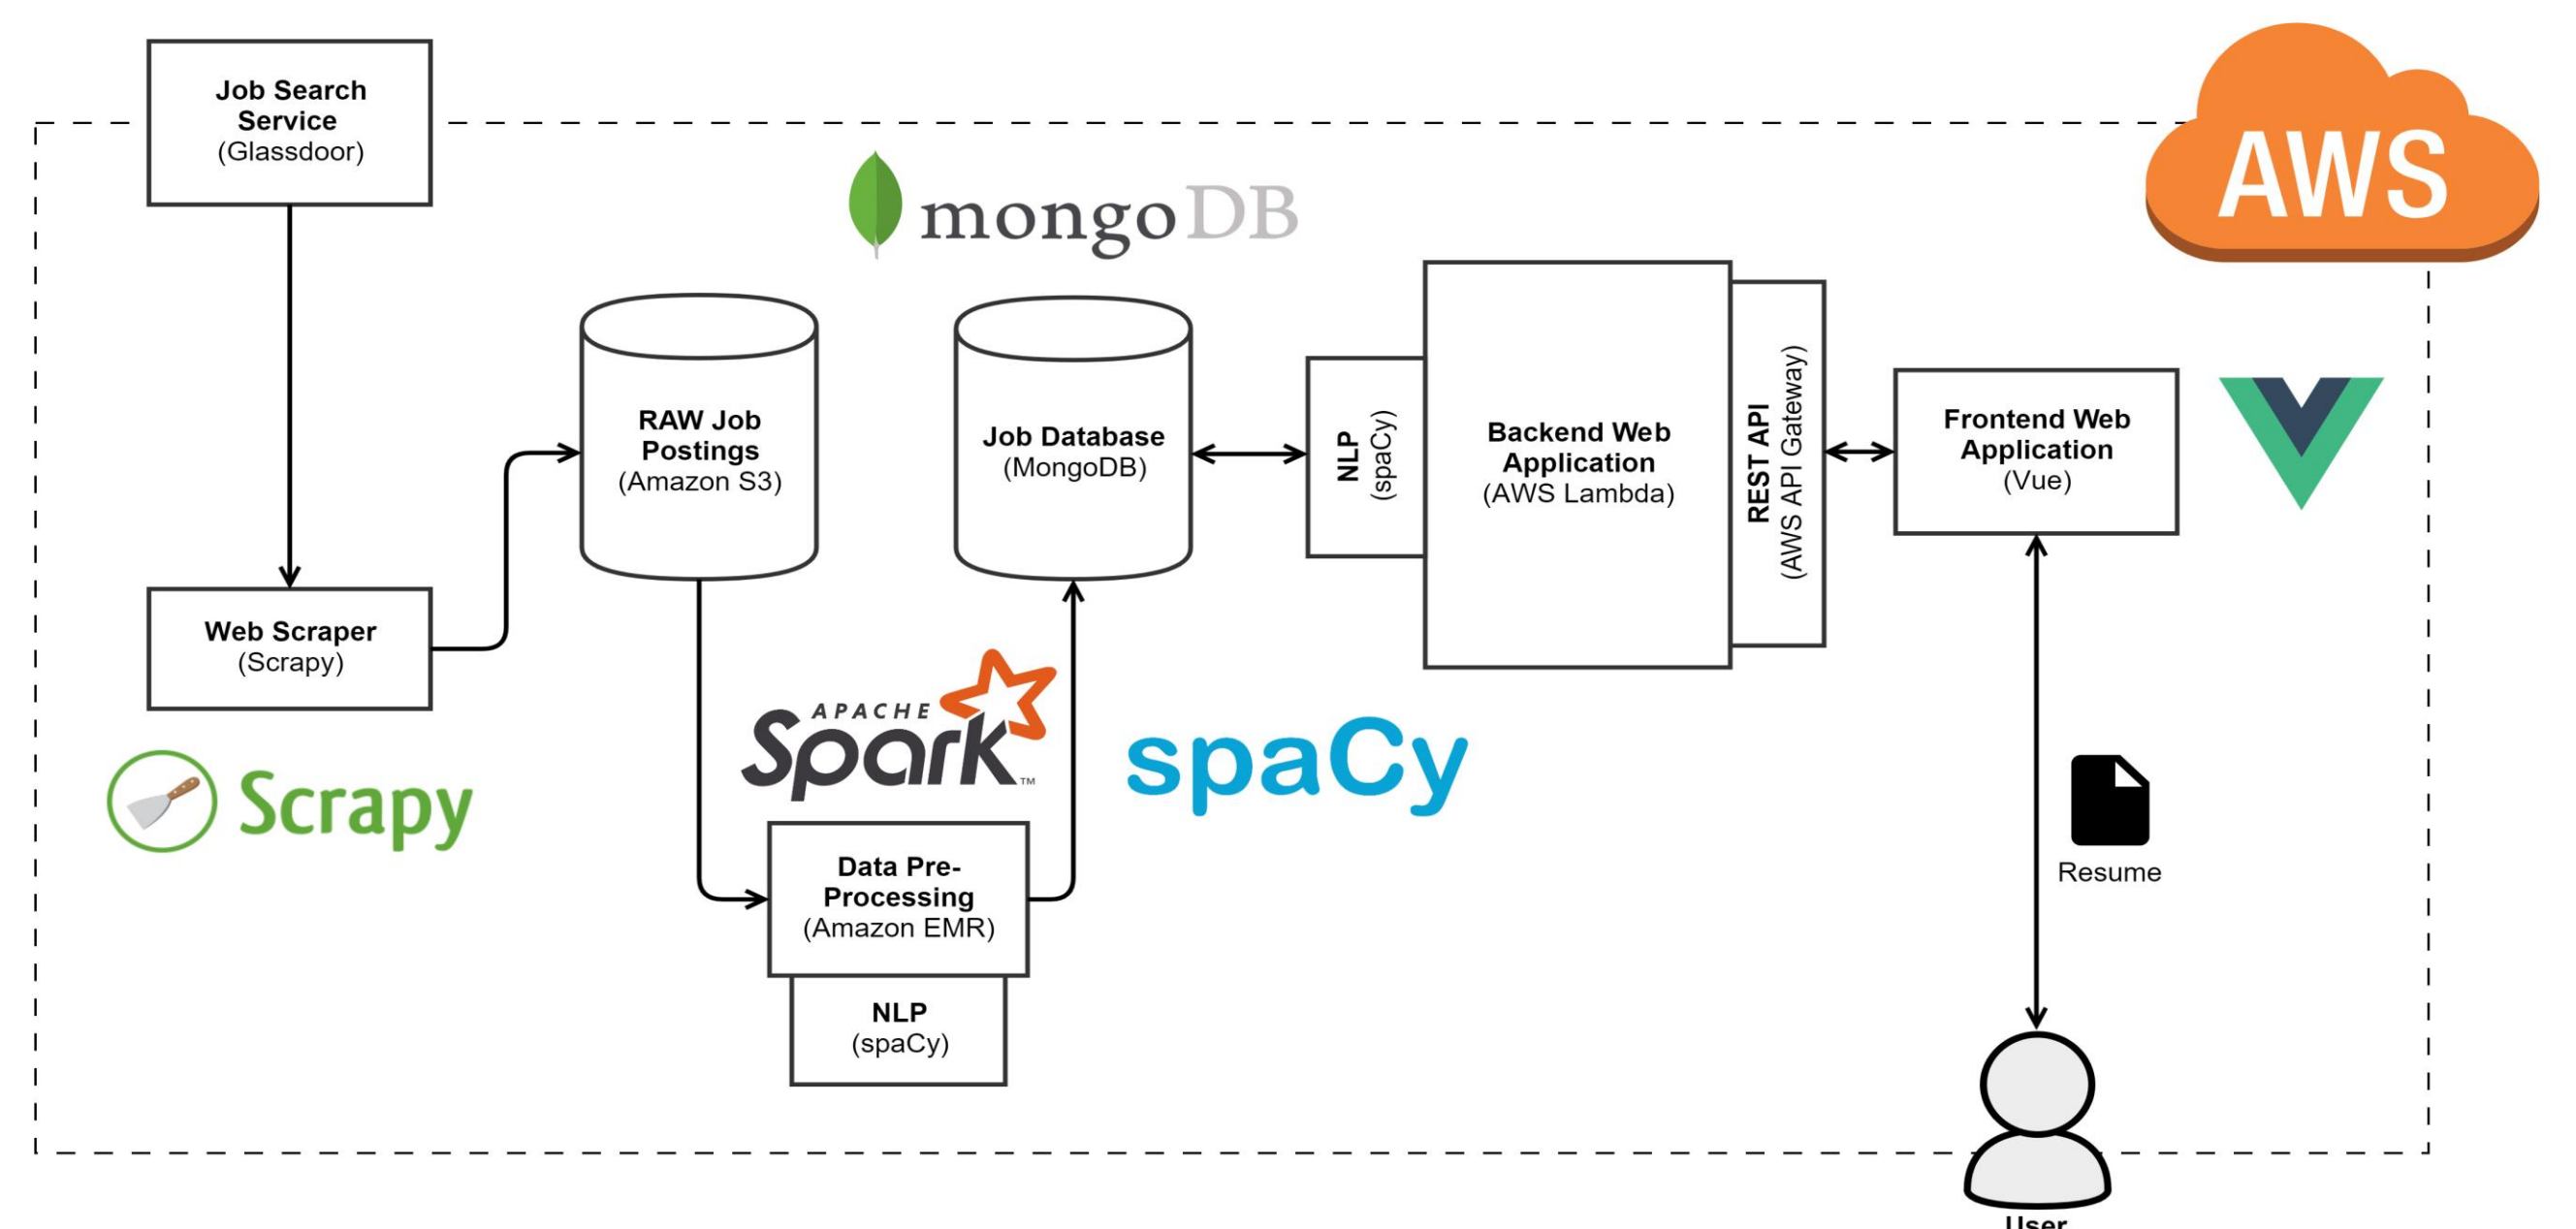 Job Search
Service
(Glassdoor)
AWS
mongoDB
RAW Job
Postings
(Amazon S3)
Job Database
(MongoDB)
NLP
(spaCy)
Backend Web
Application
(AWS Lambda)
REST API
(AWS API Gateway)
Frontend Web
Application
(Vue)
Web Scraper
(Scrapy)
Scrapy
APACHE
Spark™
spaCy
Data Pre-
Processing
(Amazon EMR)
NLP
(spaCy)
Resume
User